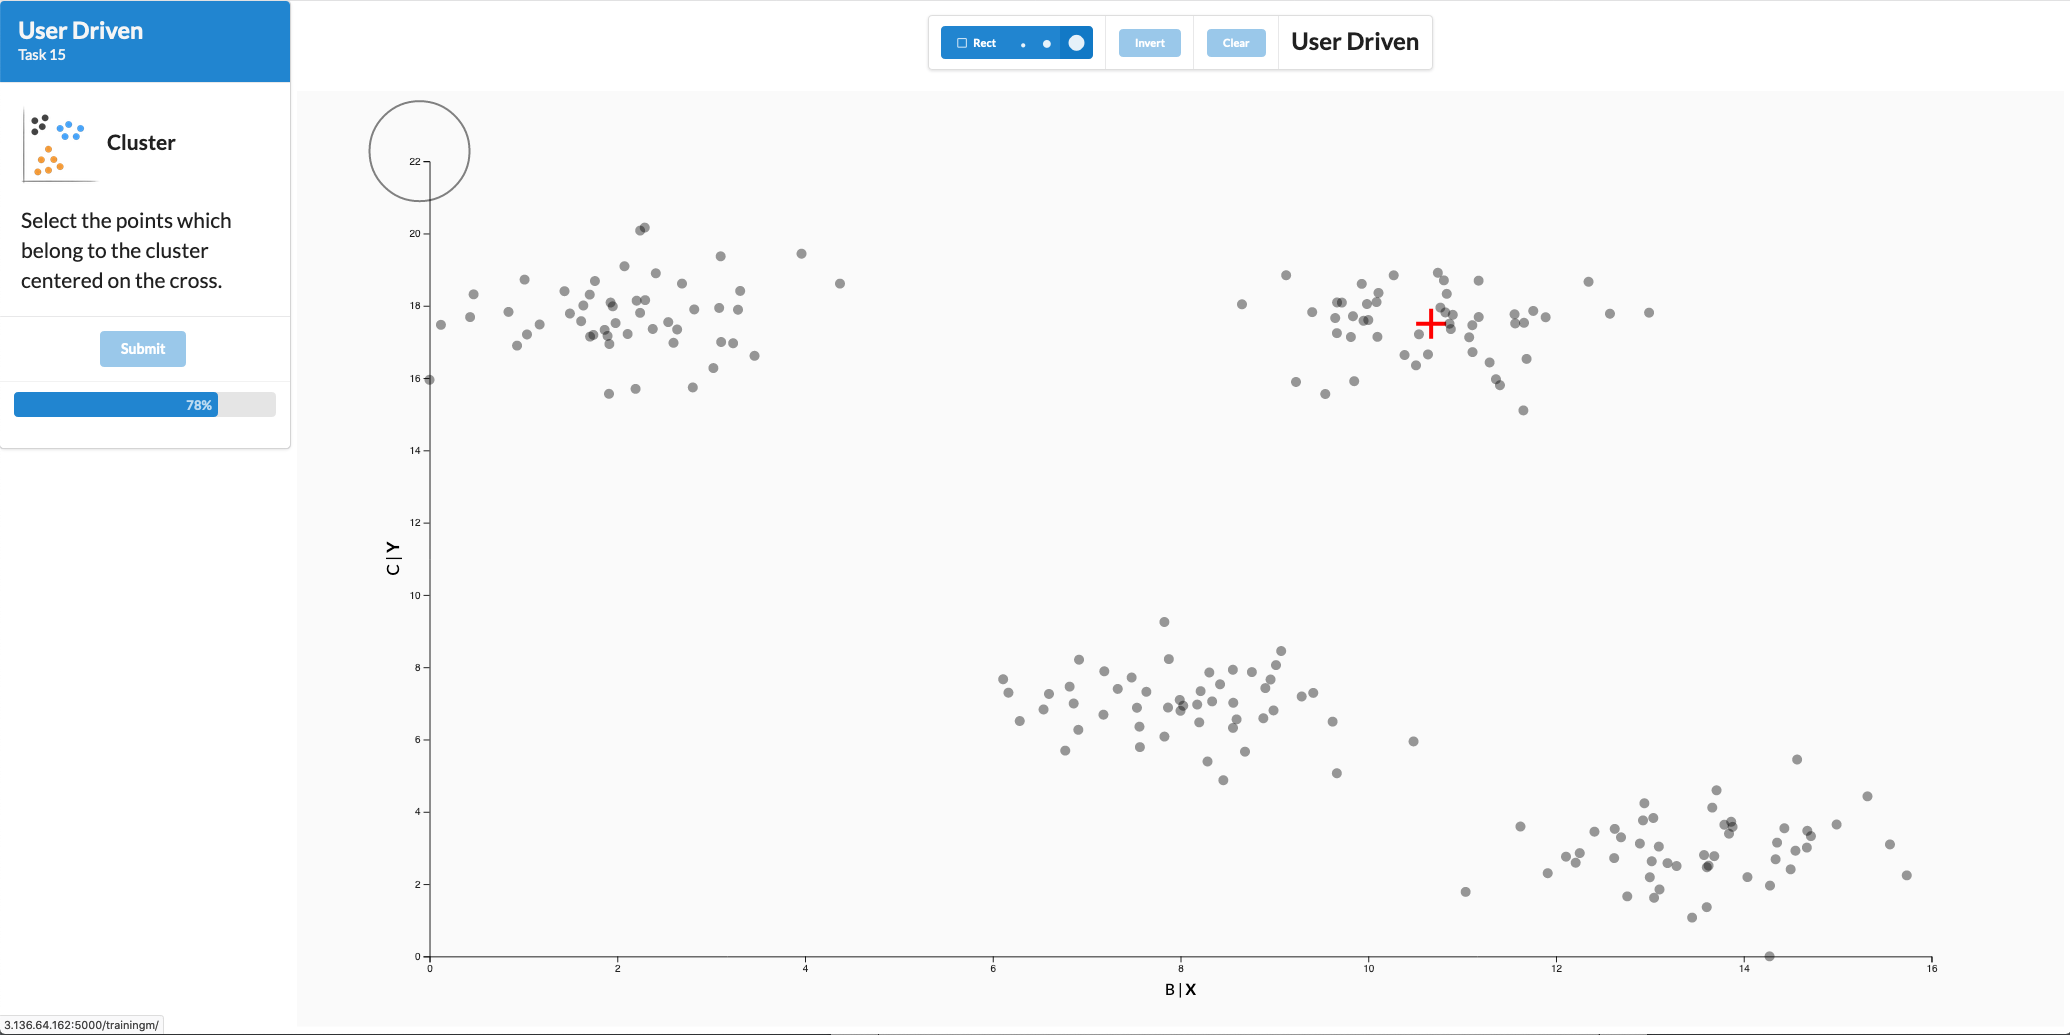 User Driven
Task 15
Cluster
Select the points which
belong to the cluster
centered on the cross.
Submit
78%
Rect
Invert
Clear
User Driven
22
20
18
16
14
12
10
8
6
4
2
0
C|Y
0 2 4 6 8 10 12 14 16
B|X
3.136.64.162:5000/trainingm/